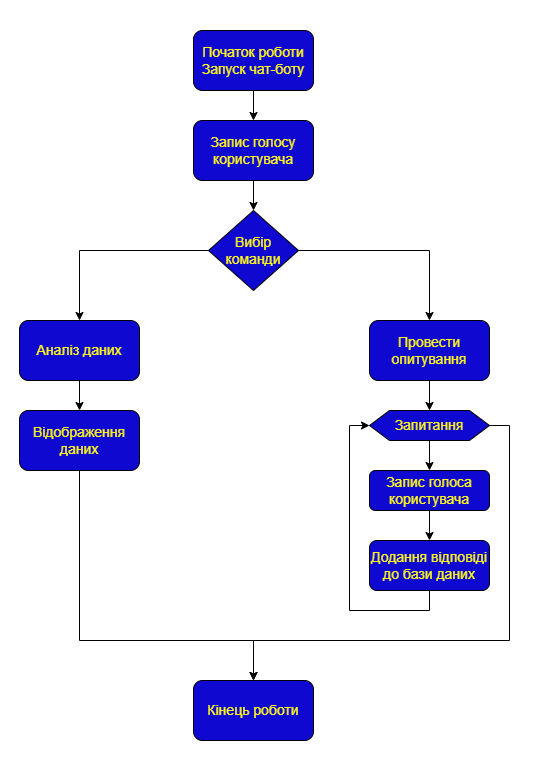 Початок роботи
Запуск чат-боту
Запис голосу
користувача
Вибір
команди
Аналіз даних
Відображення
даних
Провести
опитування
Запитання
Запис голоса
користувача
Додання відповіді
до бази даних
Кінець роботи